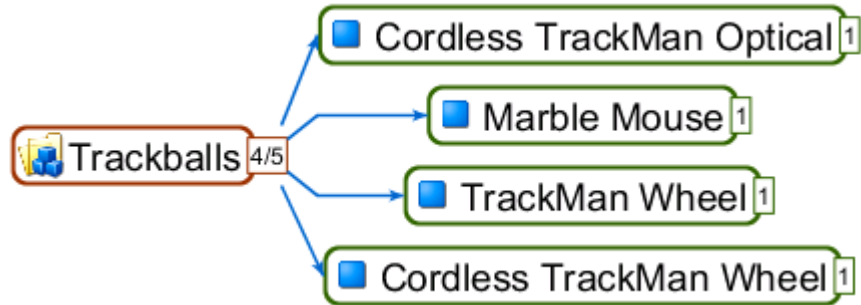 Cordless TrackMan Optical 1
Marble Mouse 1
Trackballs 4/5
TrackMan Wheel 1
Cordless TrackMan Wheel 1